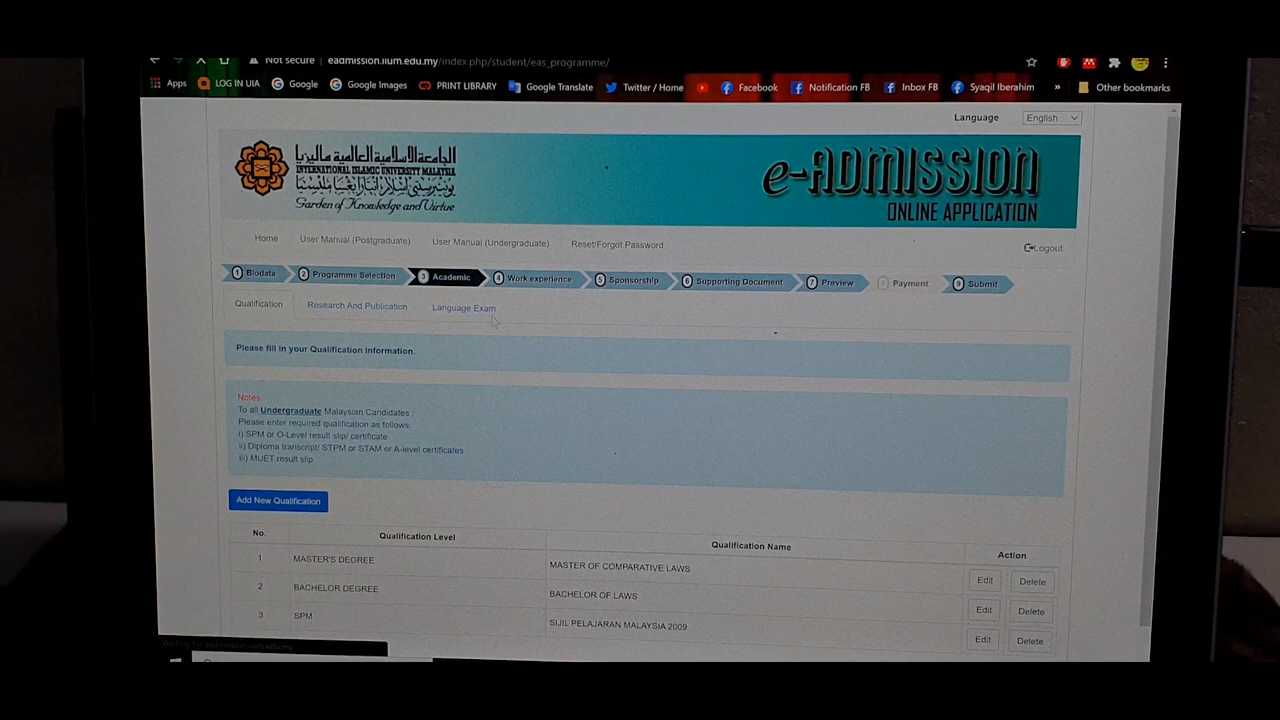 Not secure eadmission.iium.edu.my/index.php/student/eas_programme/
Apps LOG IN UIA Google Google Images PRINT LIBRARY Google Translate Twitter / Home Facebook Notification FB Inbox FB Syaqil Iberahim » Other bookmarks
Language English
الجامعة الإسلامية العالمية ماليزيا
INTERNATIONAL ISLAMIC UNIVERSITY MALAYSIA
Garden of Knowledge and Virtue
e-ADMISSION
ONLINE APPLICATION
Home User Manual (Postgraduate) User Manual (Undergraduate) Reset/Forgot Password Logout
1 Biodata 2 Programme Selection 3 Academic 4 Work experience 5 Sponsorship 6 Supporting Document 7 Preview Payment 9 Submit
Qualification Research And Publication Language Exam
Please fill in your Qualification information.
Notes:
To all Undergraduate Malaysian Candidates :
Please enter required qualification as follows:
i) SPM or O-Level result slip/ certificate
ii) Diploma transcript/ STPM or STAM or A-level certificates
iii) MUET result slip
Add New Qualification
No. Qualification Level Qualification Name Action
1 MASTER'S DEGREE MASTER OF COMPARATIVE LAWS Edit Delete
2 BACHELOR DEGREE BACHELOR OF LAWS Edit Delete
3 SPM SIJIL PELAJARAN MALAYSIA 2009 Edit Delete